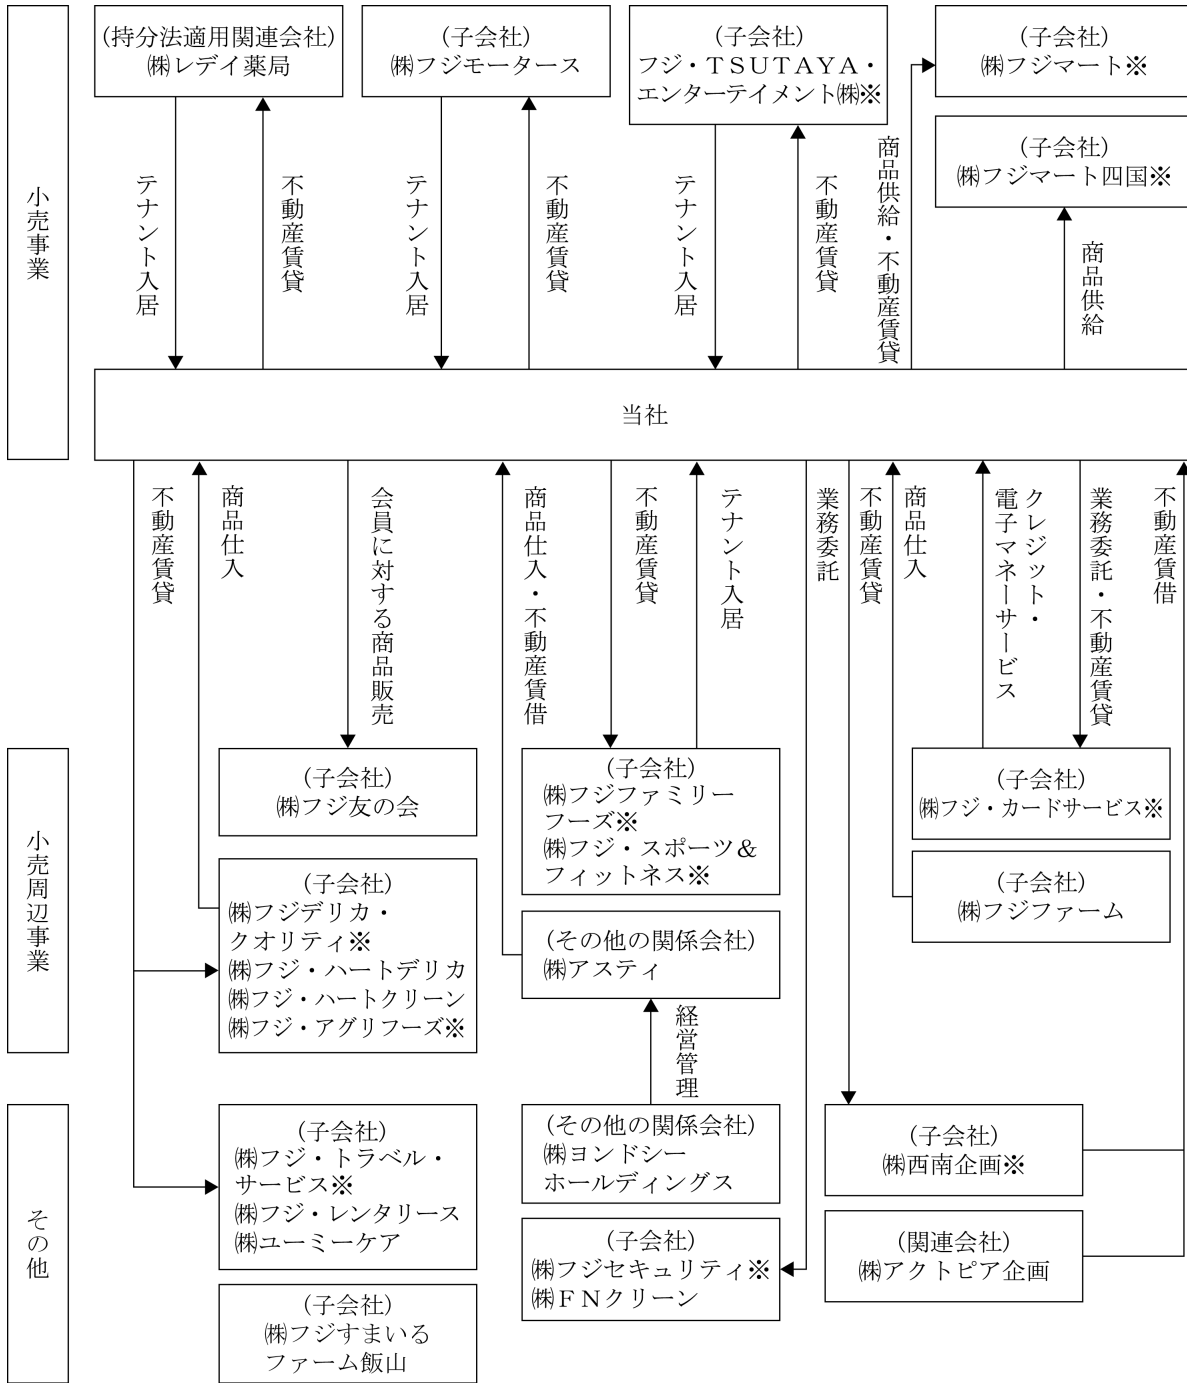 小売事業
(持分法適用関連会社)
㈱レデイ薬局
(子会社)
㈱フジモータース
(子会社)
フジ・ＴＳＵＴＡＹＡ・
エンターテイメント㈱※
(子会社)
㈱フジマート※
(子会社)
㈱フジマート四国※
テナント入居
不動産賃貸
テナント入居
不動産賃貸
テナント入居
不動産賃貸
商品供給・不動産賃貸
商品供給
当社
不動産賃貸
商品仕入
会員に対する商品販売
商品仕入・不動産賃借
不動産賃貸
テナント入居
業務委託
不動産賃貸
商品仕入
クレジット・
電子マネーサービス
業務委託・不動産賃貸
不動産賃借
小売周辺事業
(子会社)
㈱フジ友の会
(子会社)
㈱フジデリカ・
クオリティ※
㈱フジ・ハートデリカ
㈱フジ・ハートクリーン
㈱フジ・アグリフーズ※
(子会社)
㈱フジファミリー
フーズ※
㈱フジ・スポーツ＆
フィットネス※
(その他の関係会社)
㈱アスティ
経営管理
(子会社)
㈱フジ・カードサービス※
(子会社)
㈱フジファーム
その他
(子会社)
㈱フジ・トラベル・
サービス※
㈱フジ・レンタリース
㈱ユーミーケア
(子会社)
㈱フジすまいる
ファーム飯山
(その他の関係会社)
㈱ヨンドシー
ホールディングス
(子会社)
㈱フジセキュリティ※
㈱ＦＮクリーン
(子会社)
㈱西南企画※
(関連会社)
㈱アクトピア企画